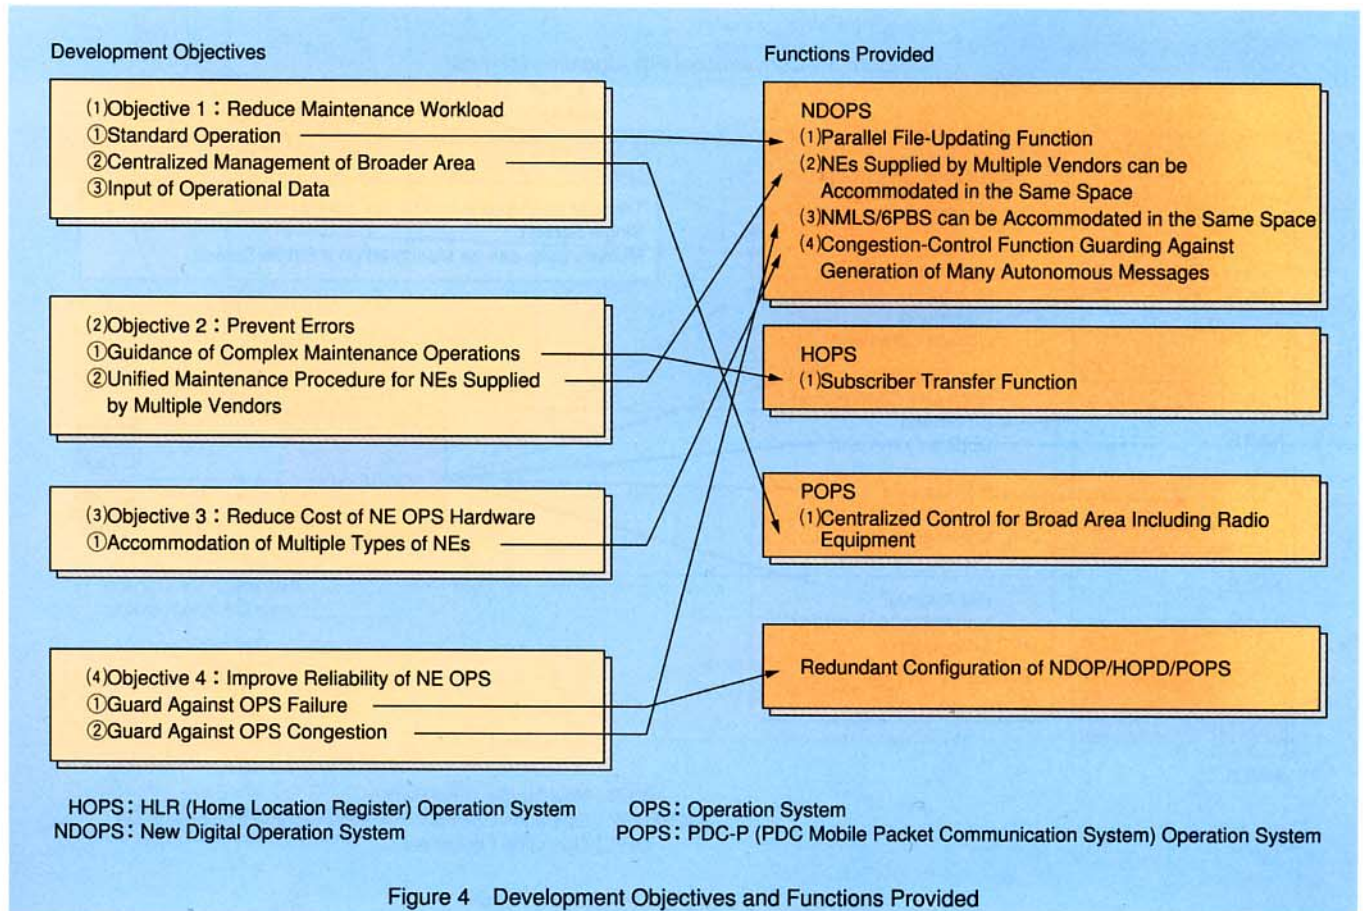 Development Objectives
(1)Objective 1 : Reduce Maintenance Workload
①Standard Operation
②Centralized Management of Broader Area
③Input of Operational Data
(2)Objective 2 : Prevent Errors
①Guidance of Complex Maintenance Operations
②Unified Maintenance Procedure for NEs Supplied
by Multiple Vendors
(3)Objective 3 : Reduce Cost of NE OPS Hardware
①Accommodation of Multiple Types of NEs
(4)Objective 4 : Improve Reliability of NE OPS
①Guard Against OPS Failure
②Guard Against OPS Congestion
Functions Provided
NDOPS
(1)Parallel File-Updating Function
(2)NEs Supplied by Multiple Vendors can be
Accommodated in the Same Space
(3)NMLS/6PBS can be Accommodated in the Same Space
(4)Congestion-Control Function Guarding Against
Generation of Many Autonomous Messages
HOPS
(1)Subscriber Transfer Function
POPS
(1)Centralized Control for Broad Area Including Radio
Equipment
Redundant Configuration of NDOP/HOPD/POPS
HOPS : HLR (Home Location Register) Operation System
NDOPS : New Digital Operation System
OPS : Operation System
POPS : PDC-P (PDC Mobile Packet Communication System) Operation System
Figure 4 Development Objectives and Functions Provided